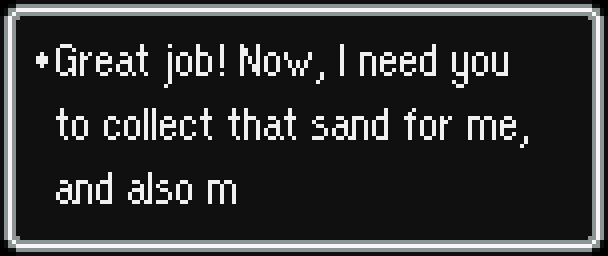 •Great job! Now, I need you
to collect that sand for me,
and also m